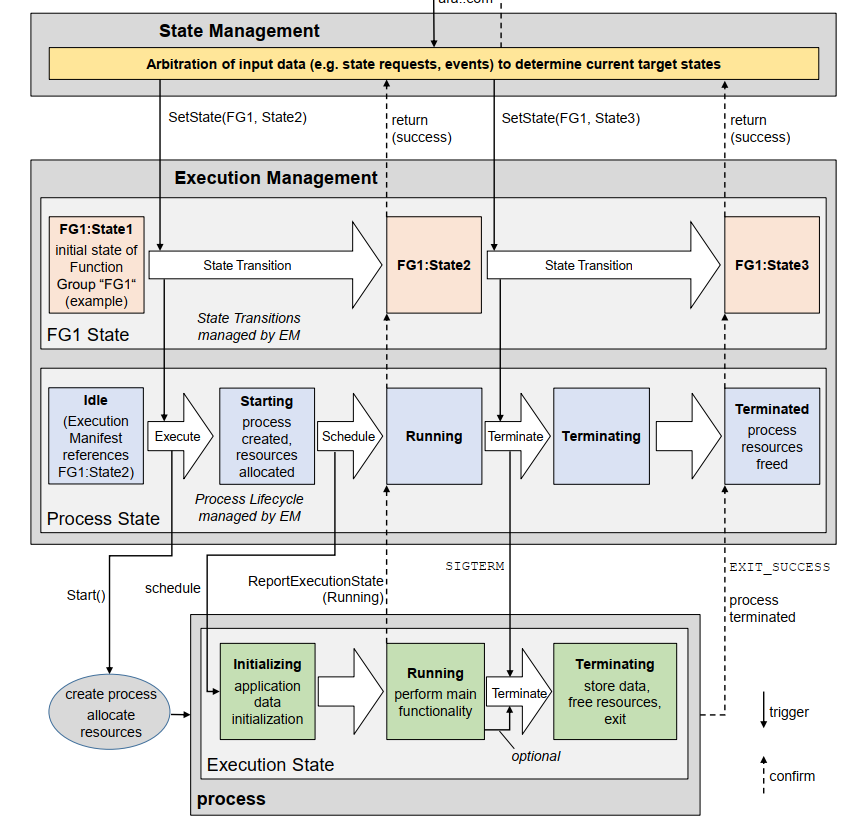 ara::com
State Management
Arbitration of input data (e.g. state requests, events) to determine current target states
SetState(FG1, State2)
return
(success)
SetState(FG1, State3)
return
(success)
Execution Management
FG1:State1
initial state of
Function
Group “FG1“
(example)
State Transition
FG1:State2
State Transition
FG1:State3
State Transitions
managed by EM
FG1 State
Idle
(Execution
Manifest
references
FG1:State2)
Execute
Starting
process
created,
resources
allocated
Schedule
Running
Terminate
Terminating
Terminated
process
resources
freed
Process Lifecycle
managed by EM
Process State
Start()
schedule
ReportExecutionState
(Running)
SIGTERM
EXIT_SUCCESS
process
terminated
create process
allocate
resources
Initializing
application
data
initialization
Running
perform main
functionality
Terminate
Terminating
store data,
free resources,
exit
optional
Execution State
process
trigger
confirm